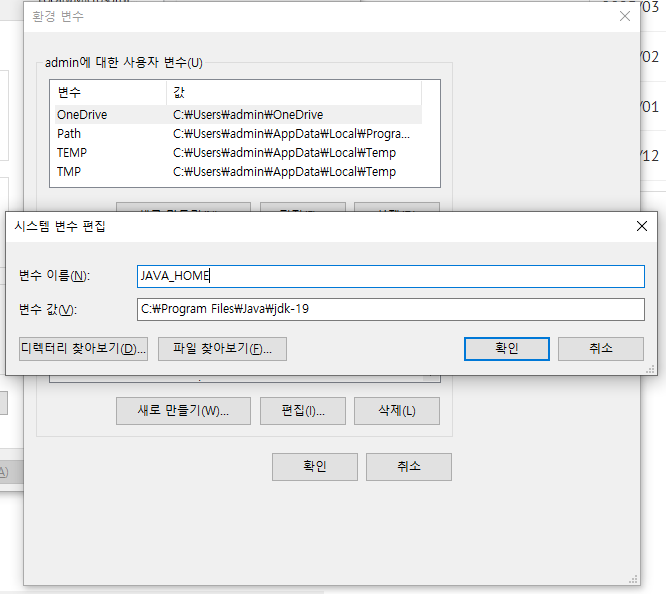 /03
환경 변수
/02
admin에 대한 사용자 변수(U)
변수 값
OneDrive C:₩Users₩admin₩OneDrive
/01
Path C:₩Users₩admin₩AppData₩Local₩Progra...
TEMP C:₩Users₩admin₩AppData₩Local₩Temp
/12
TMP C:₩Users₩admin₩AppData₩Local₩Temp
시스템 변수 편집
변수 이름(N): JAVA_HOME
변수 값(V): C:₩Program Files₩Java₩jdk-19
디렉터리 찾아보기(D)... 파일 찾아보기(F)... 확인 취소
새로 만들기(W)... 편집(I)... 삭제(L)
확인 취소
A)